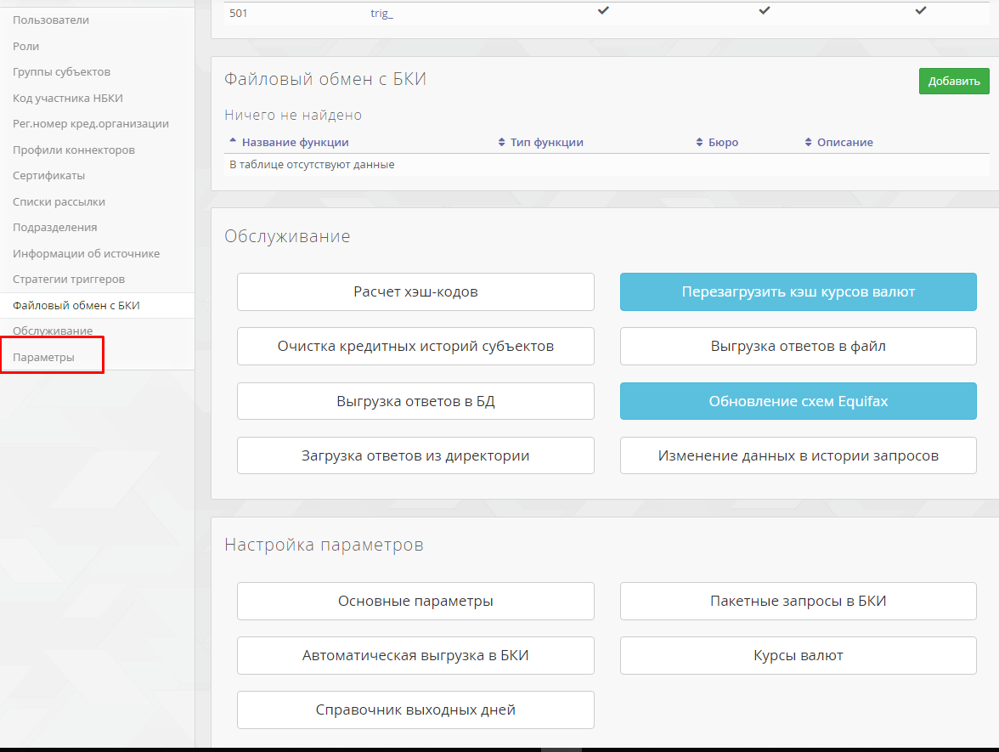 Пользователи
Роли
Группы субъектов
Код участника НБКИ
Рег.номер кред.организации
Профили коннекторов
Сертификаты
Списки рассылки
Подразделения
Информации об источнике
Стратегии триггеров
Файловый обмен с БКИ
Обслуживание
Параметры
501 trig_
Файловый обмен с БКИ
Добавить
Ничего не найдено
Название функции Тип функции Бюро Описание
В таблице отсутствуют данные
Обслуживание
Расчет хэш-кодов
Перезагрузить кэш курсов валют
Очистка кредитных историй субъектов
Выгрузка ответов в файл
Выгрузка ответов в БД
Обновление схем Equifax
Загрузка ответов из директории
Изменение данных в истории запросов
Настройка параметров
Основные параметры
Пакетные запросы в БКИ
Автоматическая выгрузка в БКИ
Курсы валют
Справочник выходных дней